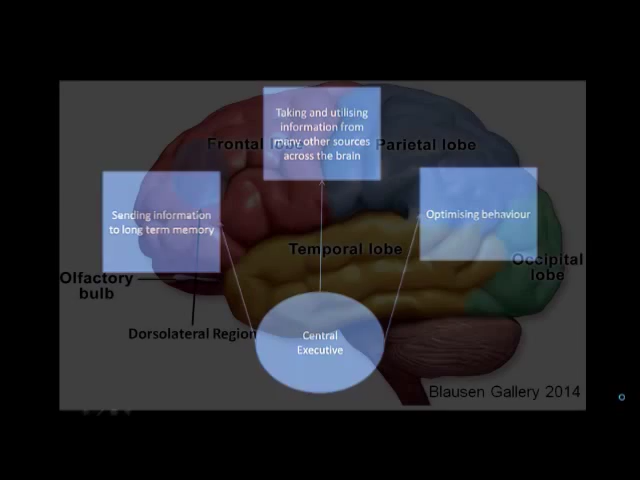 Taking and utilising
information from
many other sources
across the brain
Frontal lobe
Parietal lobe
Sending information
to long term memory
Optimising behaviour
Temporal lobe
Occipital
lobe
Olfactory
bulb
Dorsolateral Region
Central
Executive
Blausen Gallery 2014